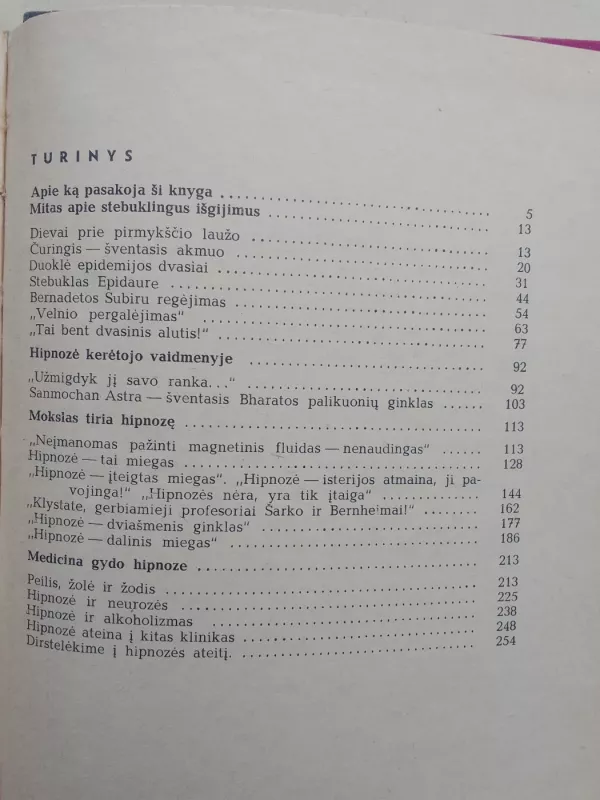 TURINYS
Apie ką pasakoja ši knyga . . . . . . . . . . 5
Mitas apie stebuklingus išgijimus . . . . . . . . . . 13
Dievai prie pirmykščio laužo . . . . . . . . . . 13
Čuringis — šventasis akmuo . . . . . . . . . . 20
Duoklė epidemijos dvasiai . . . . . . . . . . 31
Stebuklas Epidaure . . . . . . . . . . 44
Bernadetos Subiru regėjimas . . . . . . . . . . 54
„Velnio pergalėjimas“ . . . . . . . . . . 63
„Tai bent dvasinis alutis!“ . . . . . . . . . . 77
Hipnozė kerėtojo vaidmenyje . . . . . . . . . . 92
„Užmigdyk jį savo ranka...“ . . . . . . . . . . 92
Sanmochan Astra — šventasis Bharatos palikuonių ginklas . . . . . . 103
Mokslas tiria hipnozę . . . . . . . . . . 113
„Neįmanomas pažinti magnetinis fluidas — nenaudingas“ . . . . . 113
Hipnozė — tai miegas . . . . . . . . . . 128
„Hipnozė — įteigtas miegas“. „Hipnozė — isterijos atmaina, ji pa-
vojinga!“ „Hipnozės nėra, yra tik įtaiga“ . . . . . . . . . . 144
„Klystate, gerbiamieji profesoriai Šarko ir Bernheimai!“ . . . . . . . 162
„Hipnozė — dviašmenis ginklas“ . . . . . . . . . . 177
„Hipnozė — dalinis miegas“ . . . . . . . . . . 186
Medicina gydo hipnoze . . . . . . . . . . 213
Peilis, žolė ir žodis . . . . . . . . . . 213
Hipnozė ir neurozės . . . . . . . . . . 225
Hipnozė ir alkoholizmas . . . . . . . . . . 238
Hipnozė ateina į kitas klinikas . . . . . . . . . . 248
Dirstelėkime į hipnozės ateitį. . . . . . . . . . . 254